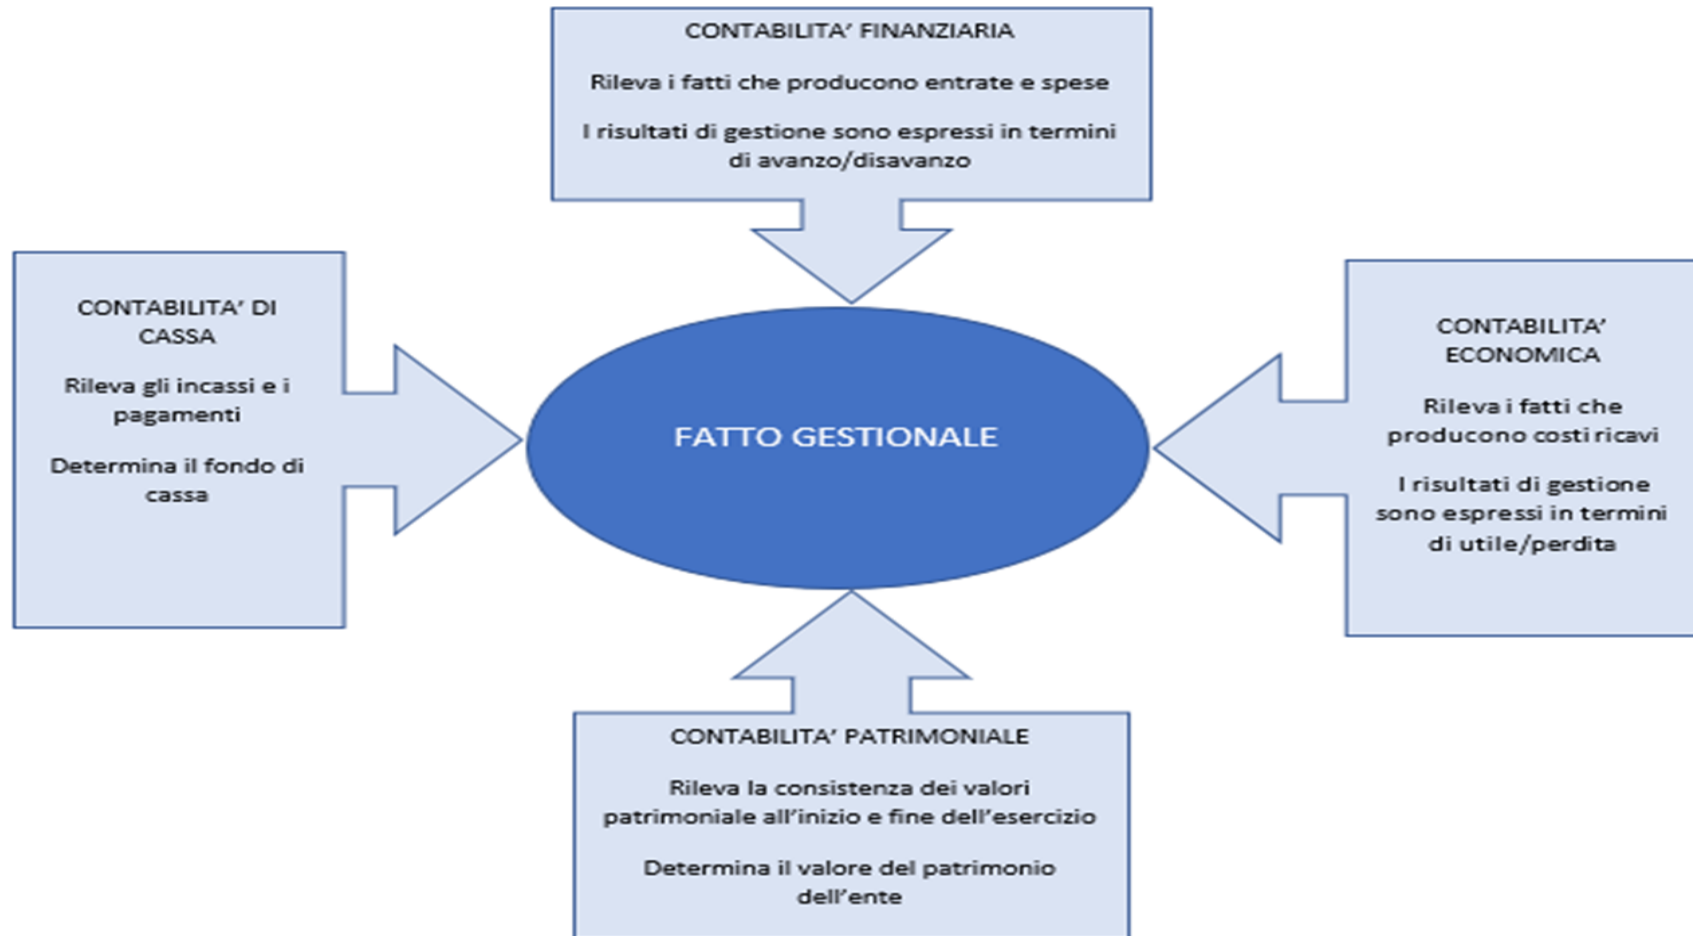 CONTABILITA’ FINANZIARIA
Rileva i fatti che producono entrate e spese
I risultati di gestione sono espressi in termini
di avanzo/disavanzo
CONTABILITA’ DI
CASSA
Rileva gli incassi e i
pagamenti
Determina il fondo di
cassa
FATTO GESTIONALE
CONTABILITA’
ECONOMICA
Rileva i fatti che
producono costi ricavi
I risultati di gestione
sono espressi in termini
di utile/perdita
CONTABILITA’ PATRIMONIALE
Rileva la consistenza dei valori
patrimoniale all’inizio e fine dell’esercizio
Determina il valore del patrimonio
dell’ente